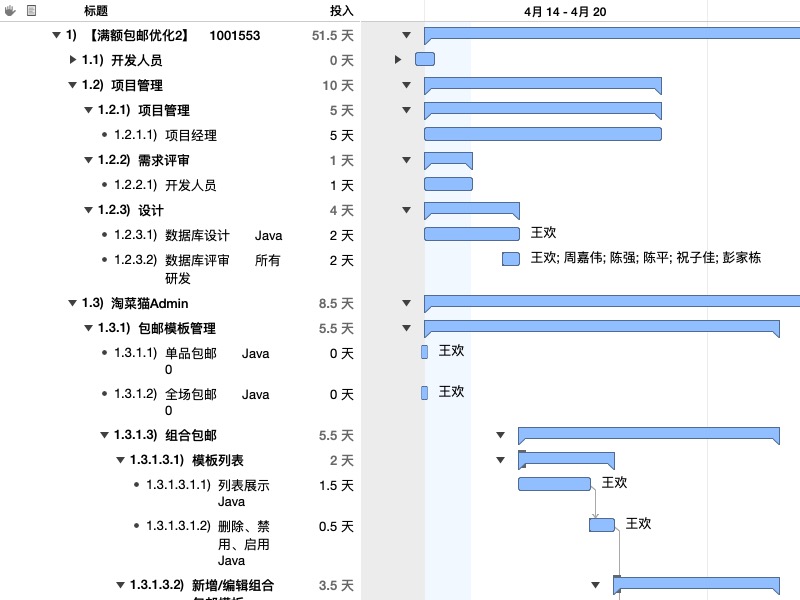 标题 投入 4月 14 - 4月 20
1) 【满额包邮优化2】 1001553 51.5 天
1.1) 开发人员 0 天
1.2) 项目管理 10 天
1.2.1) 项目管理 5 天
1.2.1.1) 项目经理 5 天
1.2.2) 需求评审 1 天
1.2.2.1) 开发人员 1 天
1.2.3) 设计 4 天
1.2.3.1) 数据库设计 Java 2 天 王欢
1.2.3.2) 数据库评审 所有 2 天 王欢; 周嘉伟; 陈强; 陈平; 祝子佳; 彭家栋
研发
1.3) 淘菜猫Admin 8.5 天
1.3.1) 包邮模板管理 5.5 天
1.3.1.1) 单品包邮 Java 0 天 王欢
0
1.3.1.2) 全场包邮 Java 0 天 王欢
0
1.3.1.3) 组合包邮 5.5 天
1.3.1.3.1) 模板列表 2 天
1.3.1.3.1.1) 列表展示 1.5 天 王欢
Java
1.3.1.3.1.2) 删除、禁 0.5 天 王欢
用、启用
Java
1.3.1.3.2) 新增/编辑组合 3.5 天